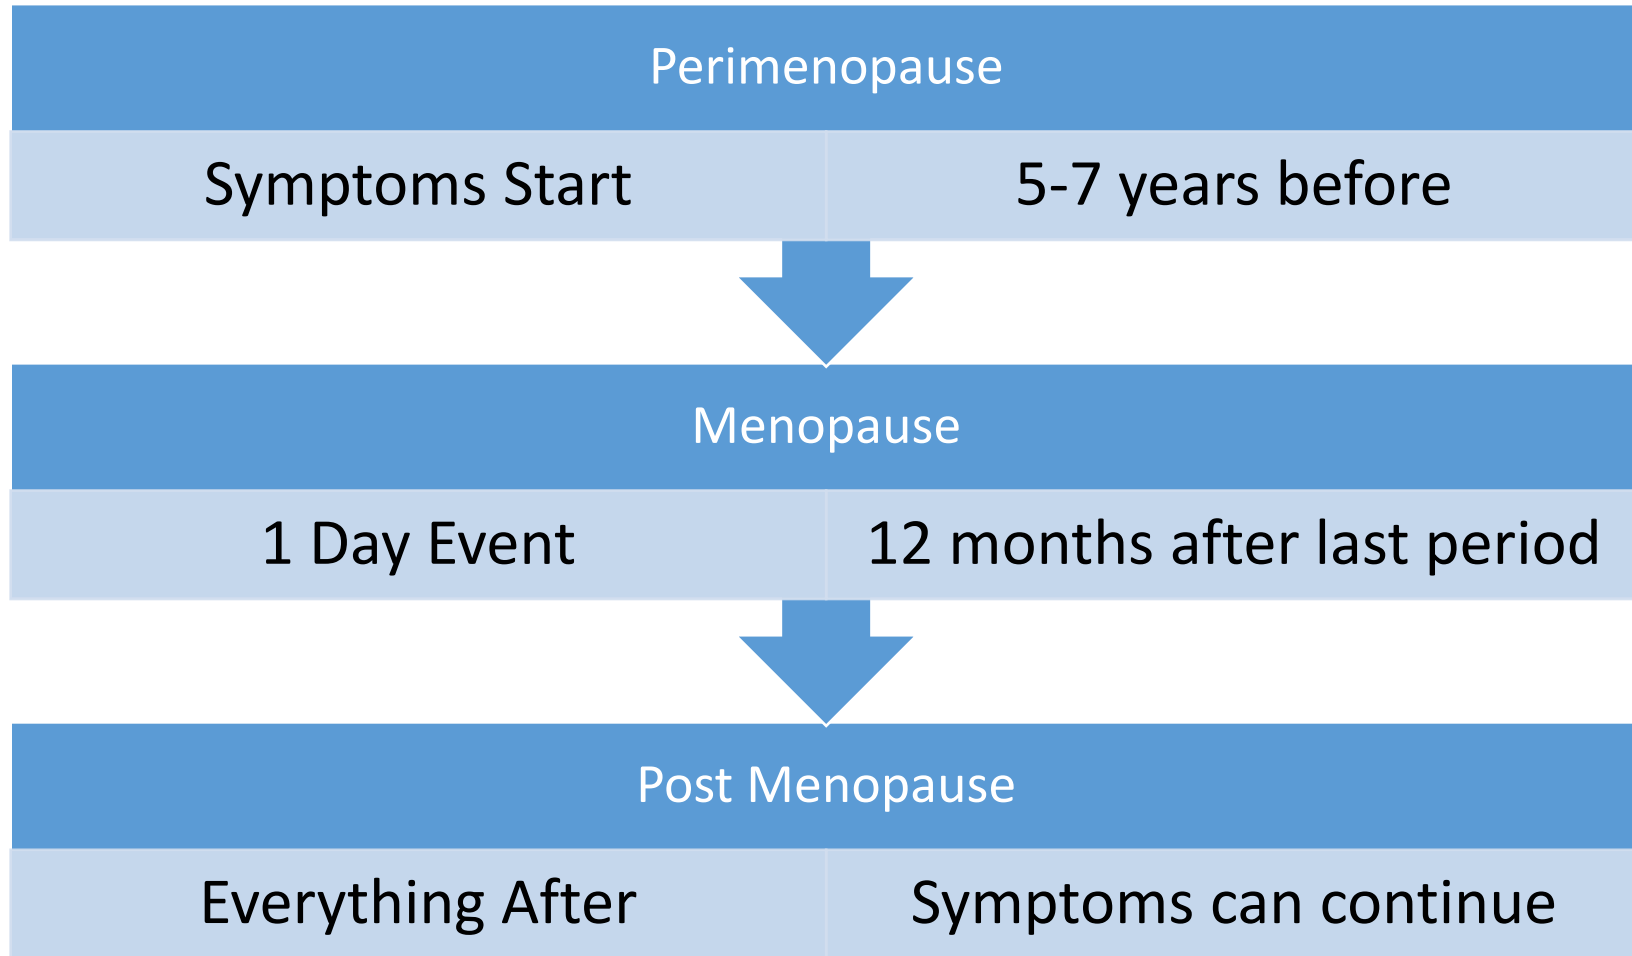 Perimenopause
Symptoms Start
5-7 years before
Menopause
1 Day Event
12 months after last period
Post Menopause
Everything After
Symptoms can continue